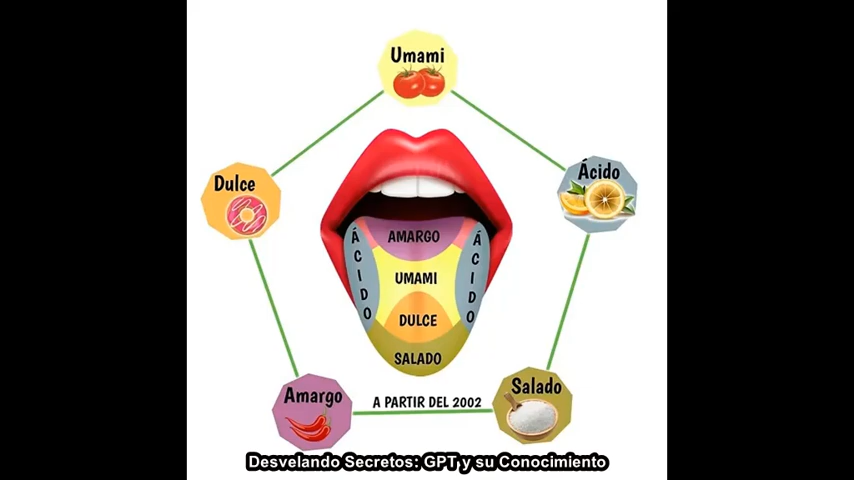 Umami
Dulce
Ácido
ÁCIDO
AMARGO
ÁCIDO
UMAMI
DULCE
SALADO
Amargo
A PARTIR DEL 2002
Salado
Desvelando Secretos: GPT y su Conocimiento